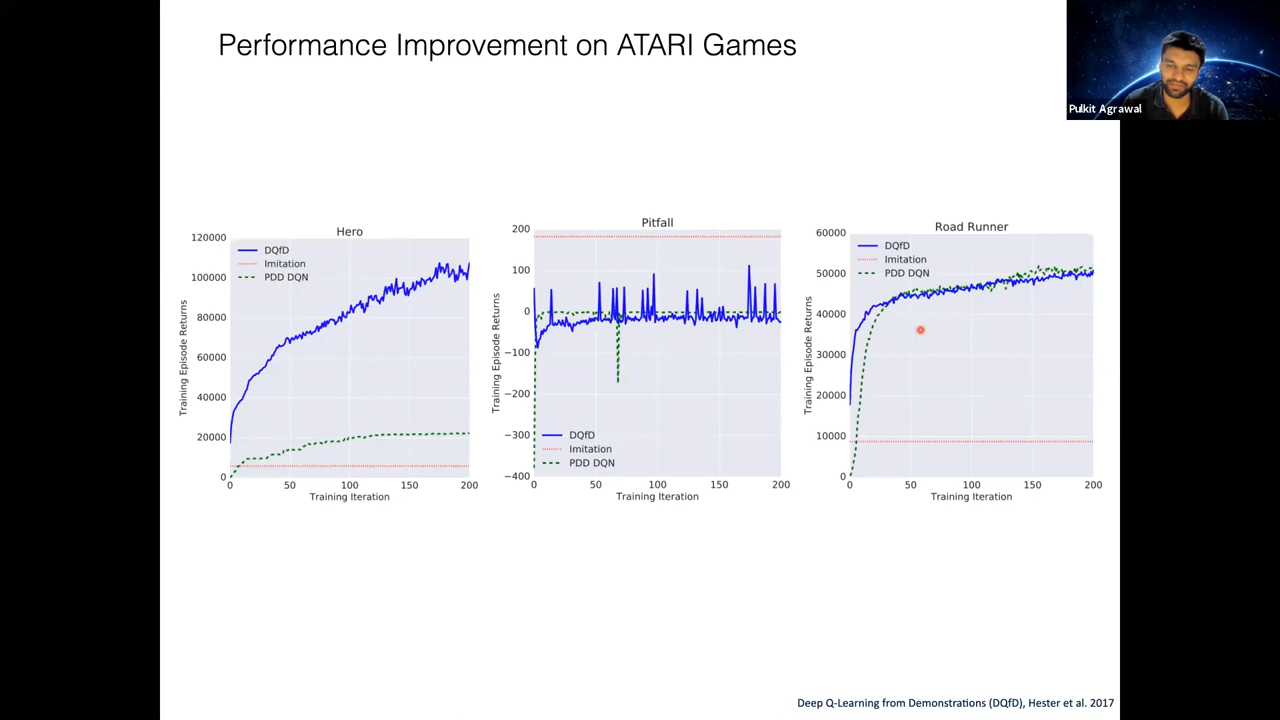 Performance Improvement on ATARI Games
Pulkit Agrawal
Hero
DQfD
Imitation
PDD DQN
120000
100000
80000
60000
40000
20000
0
0 50 100 150 200
Training Iteration
Training Episode Returns
Pitfall
DQfD
Imitation
PDD DQN
200
100
0
−100
−200
−300
−400
0 50 100 150 200
Training Iteration
Training Episode Returns
Road Runner
DQfD
Imitation
PDD DQN
60000
50000
40000
30000
20000
10000
0
0 50 100 150 200
Training Iteration
Training Episode Returns
Deep Q-Learning from Demonstrations (DQfD), Hester et al. 2017